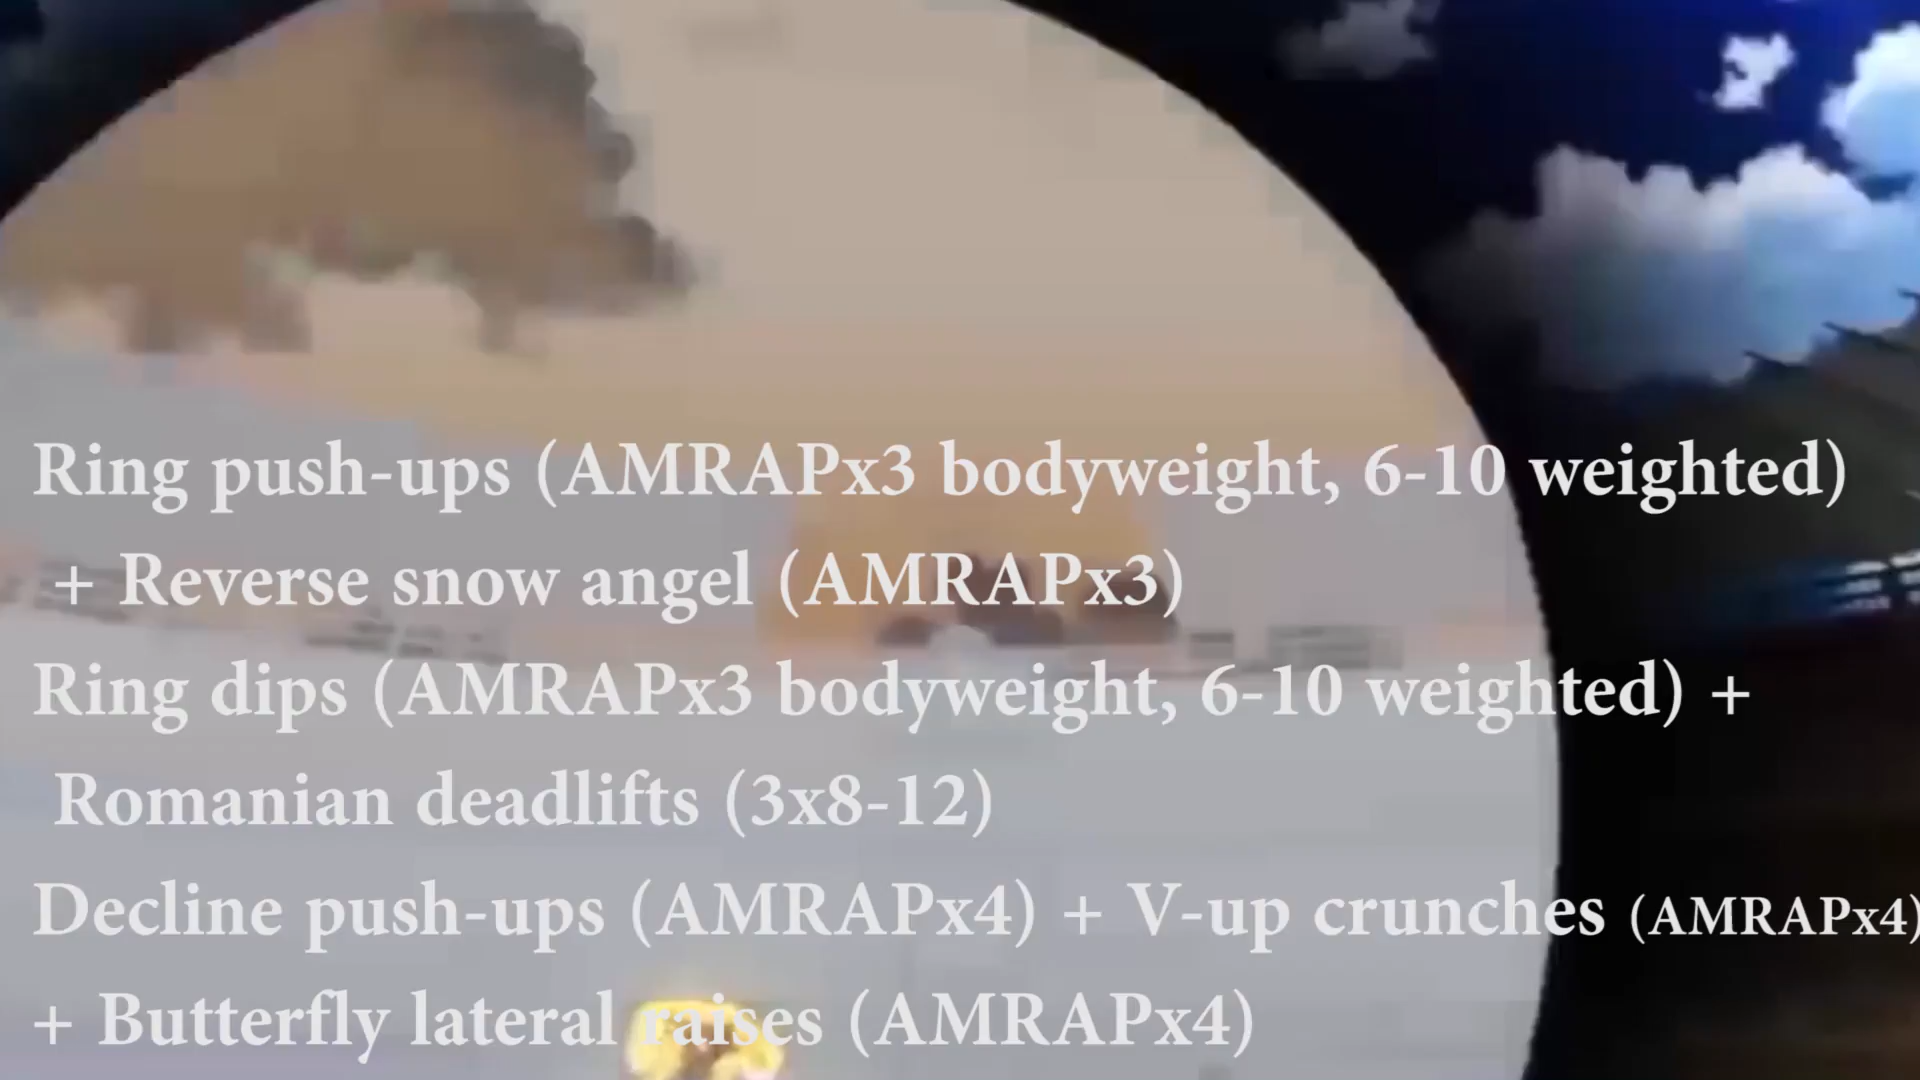 Ring push-ups (AMRAPx3 bodyweight, 6-10 weighted)
+ Reverse snow angel (AMRAPx3)
Ring dips (AMRAPx3 bodyweight, 6-10 weighted) +
Romanian deadlifts (3x8-12)
Decline push-ups (AMRAPx4) + V-up crunches (AMRAPx4)
+ Butterfly lateral raises (AMRAPx4)